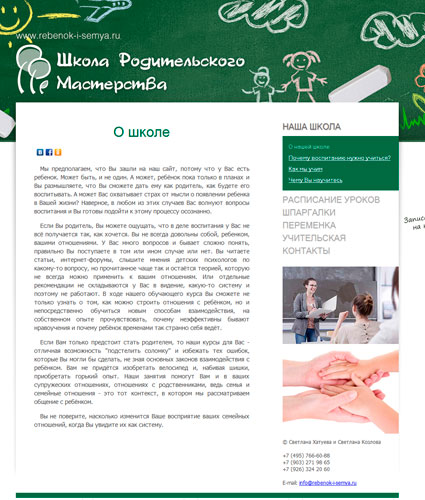 www.rebenok-i-semya.ru
Школа Родительского
Мастерства
О школе
Мы предполагаем, что Вы зашли на наш сайт, потому что у Вас есть
ребенок. Может быть, и не один. А может, ребёнок пока только в планах и
Вы размышляете, что Вы сможете дать ему как родитель, как будете его
воспитывать. А может Вас охватывает страх от мысли о появлении ребенка
в Вашей жизни? Наверное, в любом из этих случаев Вас волнуют вопросы
воспитания и Вы готовы подойти к этому процессу осознанно.
Если Вы родитель, Вы можете ощущать, что в деле воспитания у Вас не
всё получается так, как хочется. Вы не всегда довольны собой, ребенком,
вашими отношениями. У Вас много вопросов и бывает сложно понять,
правильно Вы поступаете в том или ином случае или нет. Вы читаете
статьи, интернет-форумы, слышите мнения детских психологов по
какому-то вопросу, но прочитанное чаще так и остаётся теорией, которую
не всегда можно применить к вашим отношениям. Или отдельные
рекомендации не складываются у Вас в видение, какую-то систему и
поэтому не работают. В ходе нашего обучающего курса Вы сможете не
только узнать о том, как можно строить отношения с ребёнком, но и
непосредственно обучиться новым способам взаимодействия, на
собственном опыте прочувствовать, почему неэффективны бывают
нравоучения и почему ребёнок временами так странно себя ведёт.
Если Вам только предстоит стать родителем, то наши курсы для Вас -
отличная возможность "подстелить соломку" и избежать тех ошибок,
которые Вы могли бы сделать, не зная основных законов взаимодействия с
ребенком. Вам не придется изобретать велосипед и, набивая шишки,
приобретать горький опыт. Наши занятия помогут Вам и в ваших
супружеских отношениях, отношениях с родственниками, ведь семья и
семейные отношения - это тот контекст, в котором мы рассматриваем
общение с ребенком.
Вы не поверите, насколько изменится Ваше восприятие ваших семейных
отношений, когда Вы увидите их как систему.
НАША ШКОЛА
О нашей школе
Почему воспитанию нужно учиться?
Как мы учим
Чему Вы научитесь
РАСПИСАНИЕ УРОКОВ
ШПАРГАЛКИ
ПЕРЕМЕНКА
УЧИТЕЛЬСКАЯ
КОНТАКТЫ
Запис
на к
© Светлана Хатуева и Светлана Козлова
+7 (495) 766-60-88
+7 (903) 271 98 65
+7 (926) 324 20 60
E-mail: info@rebenok-i-semya.ru